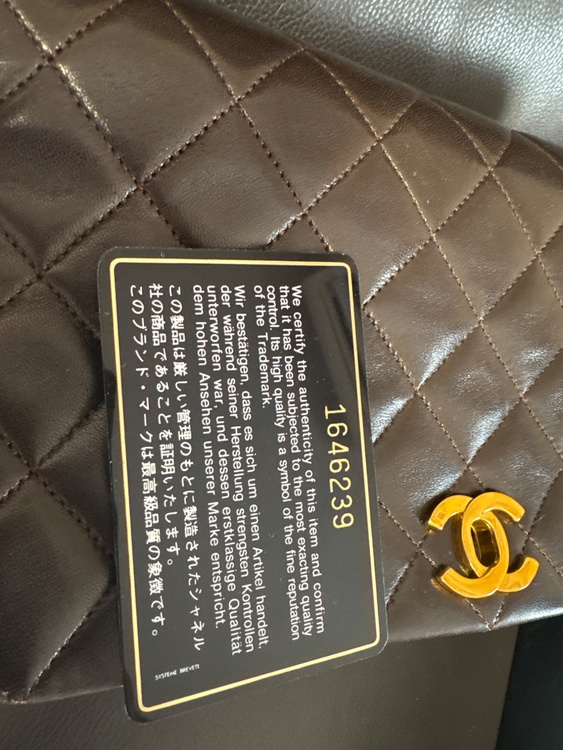 1646239
We certify the authenticity of this item and confirm
that it has been subjected to the most exacting quality
control. Its high quality is a symbol of the fine reputation
of the Trademark.
Wir bestätigen, dass es sich um einen Artikel handelt,
der während seiner Herstellung strengsten Kontrollen
unterworfen war, und dessen erstklassige Qualität
dem hohen Ansehen unserer Marke entspricht.
この製品は厳しい管理のもとに製造されたシャネル
社の商品であることを証明いたします。
このブランド・マークは最高級品質の象徴です。
SYSTEME BREVETE